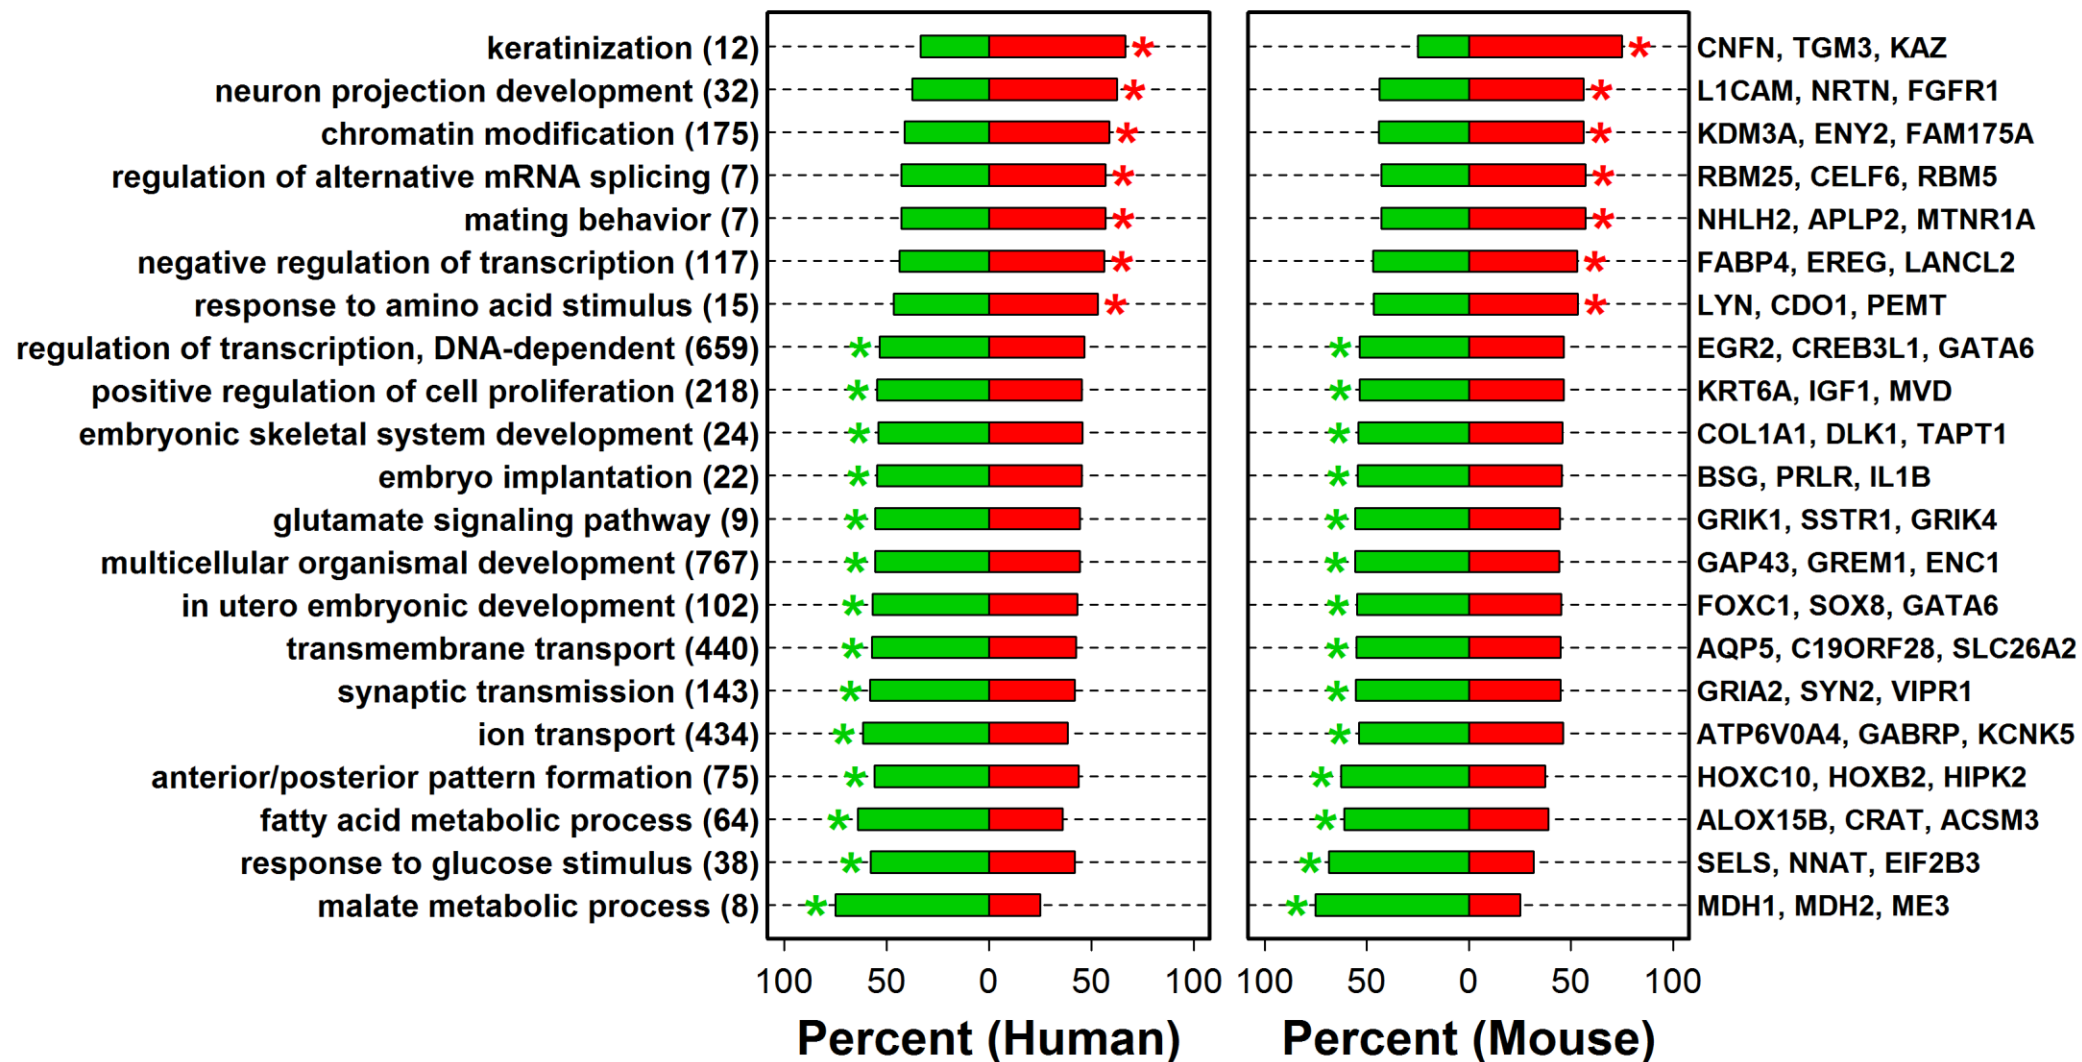 keratinization (12) CNFN, TGM3, KAZ
neuron projection development (32) L1CAM, NRTN, FGFR1
chromatin modification (175) KDM3A, ENY2, FAM175A
regulation of alternative mRNA splicing (7) RBM25, CELF6, RBM5
mating behavior (7) NHLH2, APLP2, MTNR1A
negative regulation of transcription (117) FABP4, EREG, LANCL2
response to amino acid stimulus (15) LYN, CDO1, PEMT
regulation of transcription, DNA-dependent (659) EGR2, CREB3L1, GATA6
positive regulation of cell proliferation (218) KRT6A, IGF1, MVD
embryonic skeletal system development (24) COL1A1, DLK1, TAPT1
embryo implantation (22) BSG, PRLR, IL1B
glutamate signaling pathway (9) GRIK1, SSTR1, GRIK4
multicellular organismal development (767) GAP43, GREM1, ENC1
in utero embryonic development (102) FOXC1, SOX8, GATA6
transmembrane transport (440) AQP5, C19ORF28, SLC26A2
synaptic transmission (143) GRIA2, SYN2, VIPR1
ion transport (434) ATP6V0A4, GABRP, KCNK5
anterior/posterior pattern formation (75) HOXC10, HOXB2, HIPK2
fatty acid metabolic process (64) ALOX15B, CRAT, ACSM3
response to glucose stimulus (38) SELS, NNAT, EIF2B3
malate metabolic process (8) MDH1, MDH2, ME3
100 50 0 50 100 100 50 0 50 100
Percent (Human) Percent (Mouse)